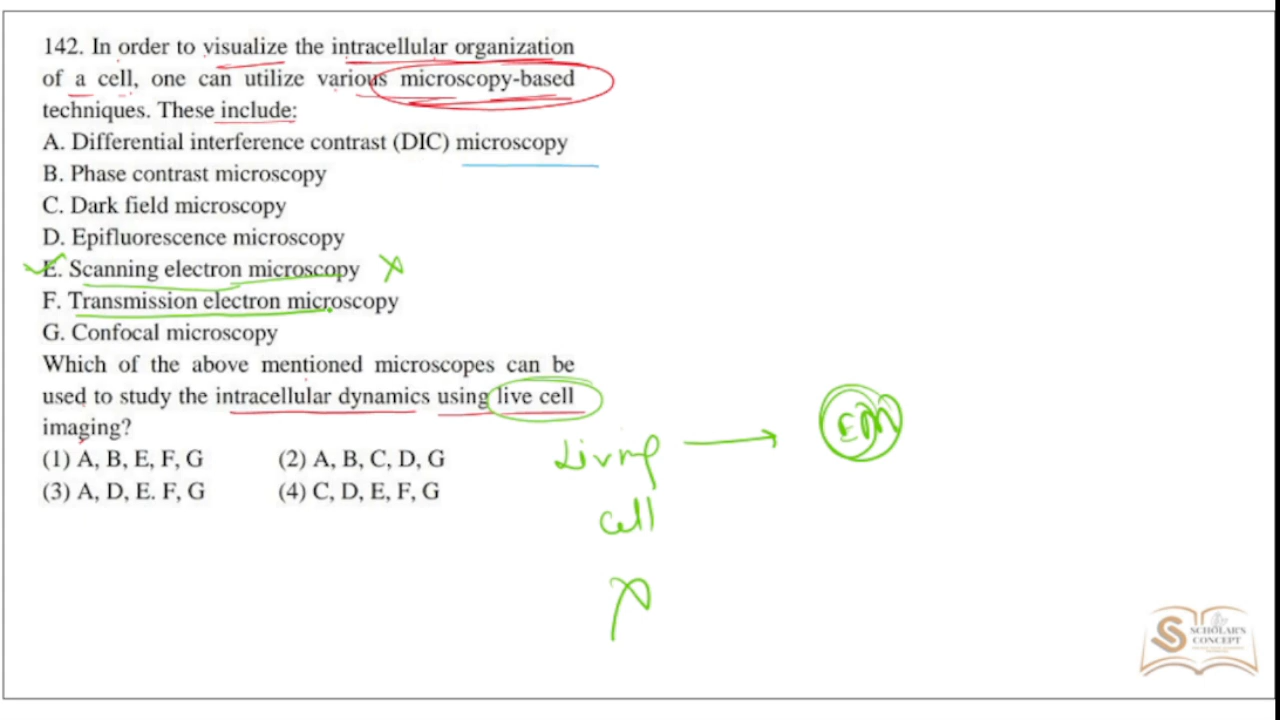 142. In order to visualize the intracellular organization
of a cell, one can utilize various microscopy-based
techniques. These include:
A. Differential interference contrast (DIC) microscopy
B. Phase contrast microscopy
C. Dark field microscopy
D. Epifluorescence microscopy
E. Scanning electron microscopy
F. Transmission electron microscopy
G. Confocal microscopy
Which of the above mentioned microscopes can be
used to study the intracellular dynamics using live cell
imaging?
(1) A, B, E, F, G (2) A, B, C, D, G
(3) A, D, E. F, G (4) C, D, E, F, G
Living → EM
cell
SCHOLAR'S
CONCEPT